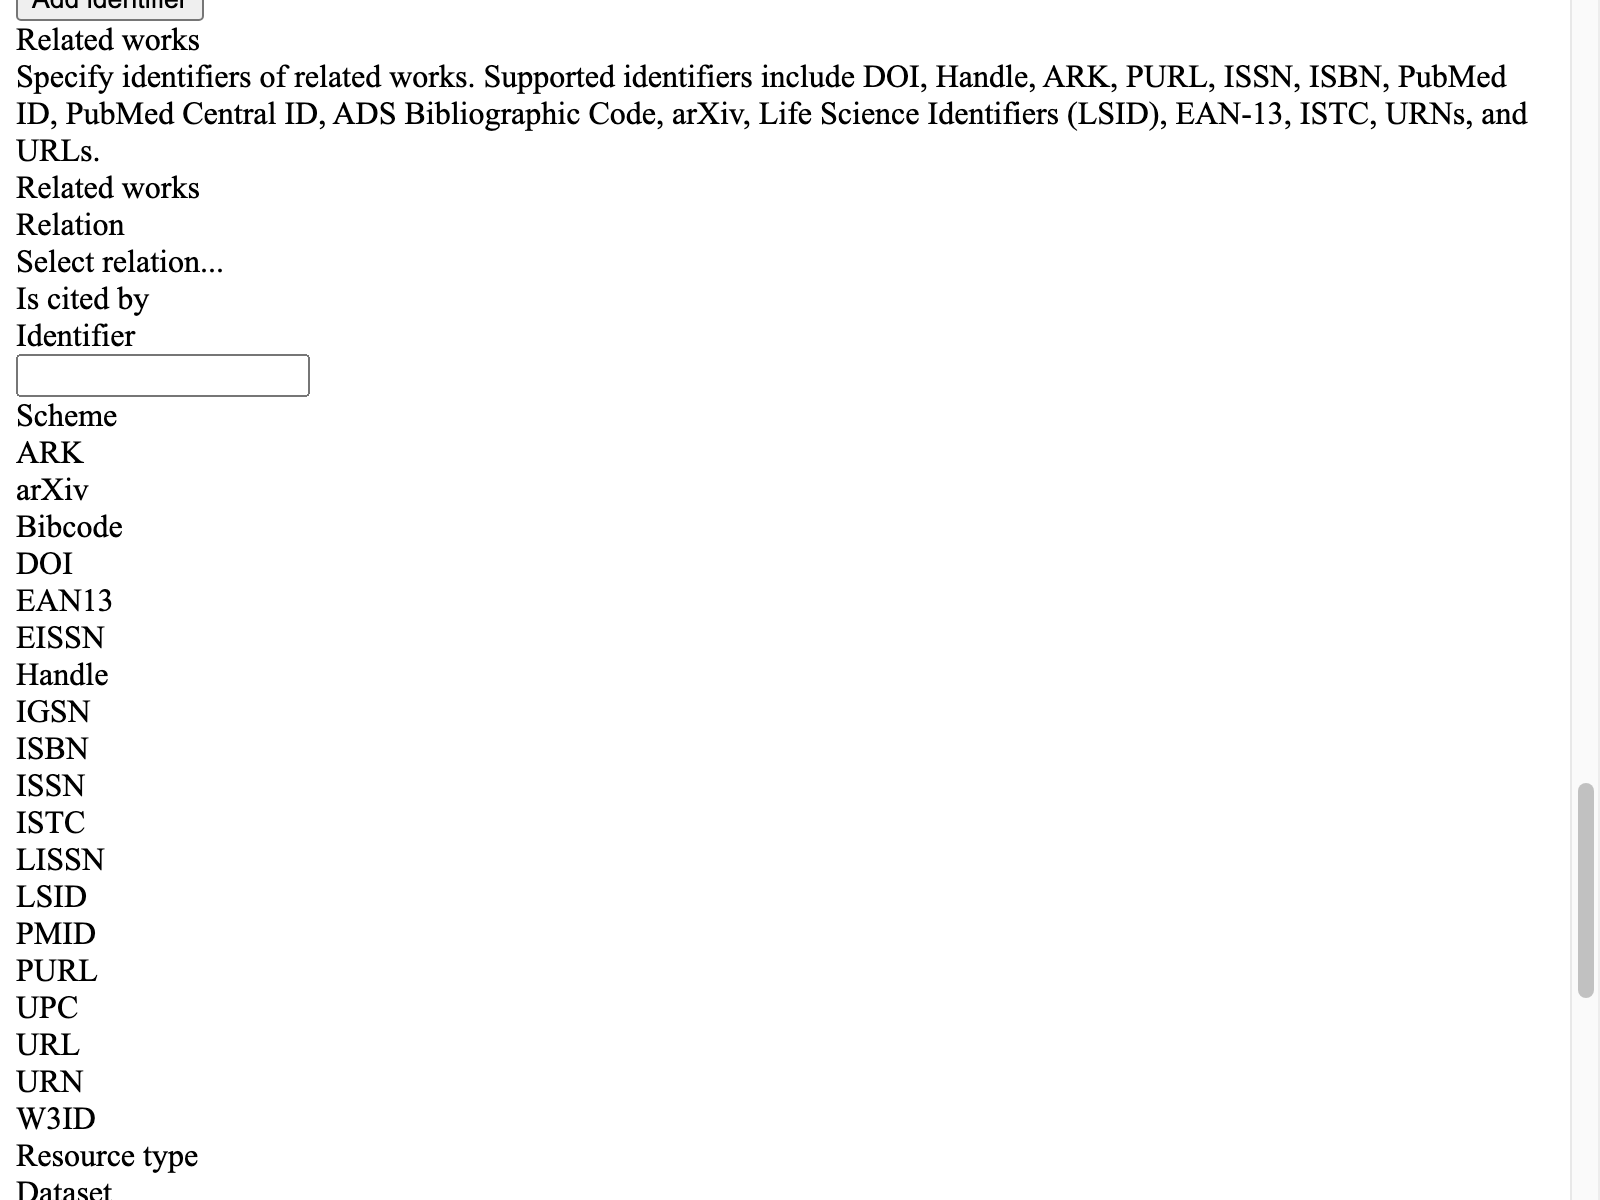 Add identifier
Related works
Specify identifiers of related works. Supported identifiers include DOI, Handle, ARK, PURL, ISSN, ISBN, PubMed
ID, PubMed Central ID, ADS Bibliographic Code, arXiv, Life Science Identifiers (LSID), EAN-13, ISTC, URNs, and
URLs.
Related works
Relation
Select relation...
Is cited by
Identifier
Scheme
ARK
arXiv
Bibcode
DOI
EAN13
EISSN
Handle
IGSN
ISBN
ISSN
ISTC
LISSN
LSID
PMID
PURL
UPC
URL
URN
W3ID
Resource type
Dataset